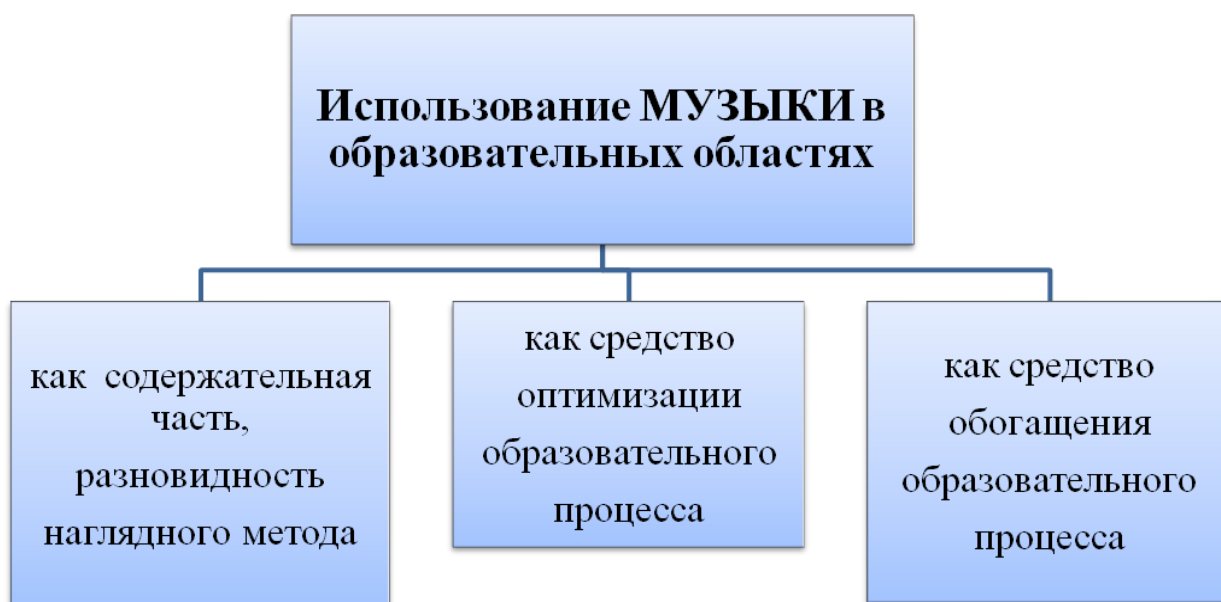 Использование МУЗЫКИ в
образовательных областях
как содержательная
часть,
разновидность
наглядного метода
как средство
оптимизации
образовательного
процесса
как средство
обогащения
образовательного
процесса